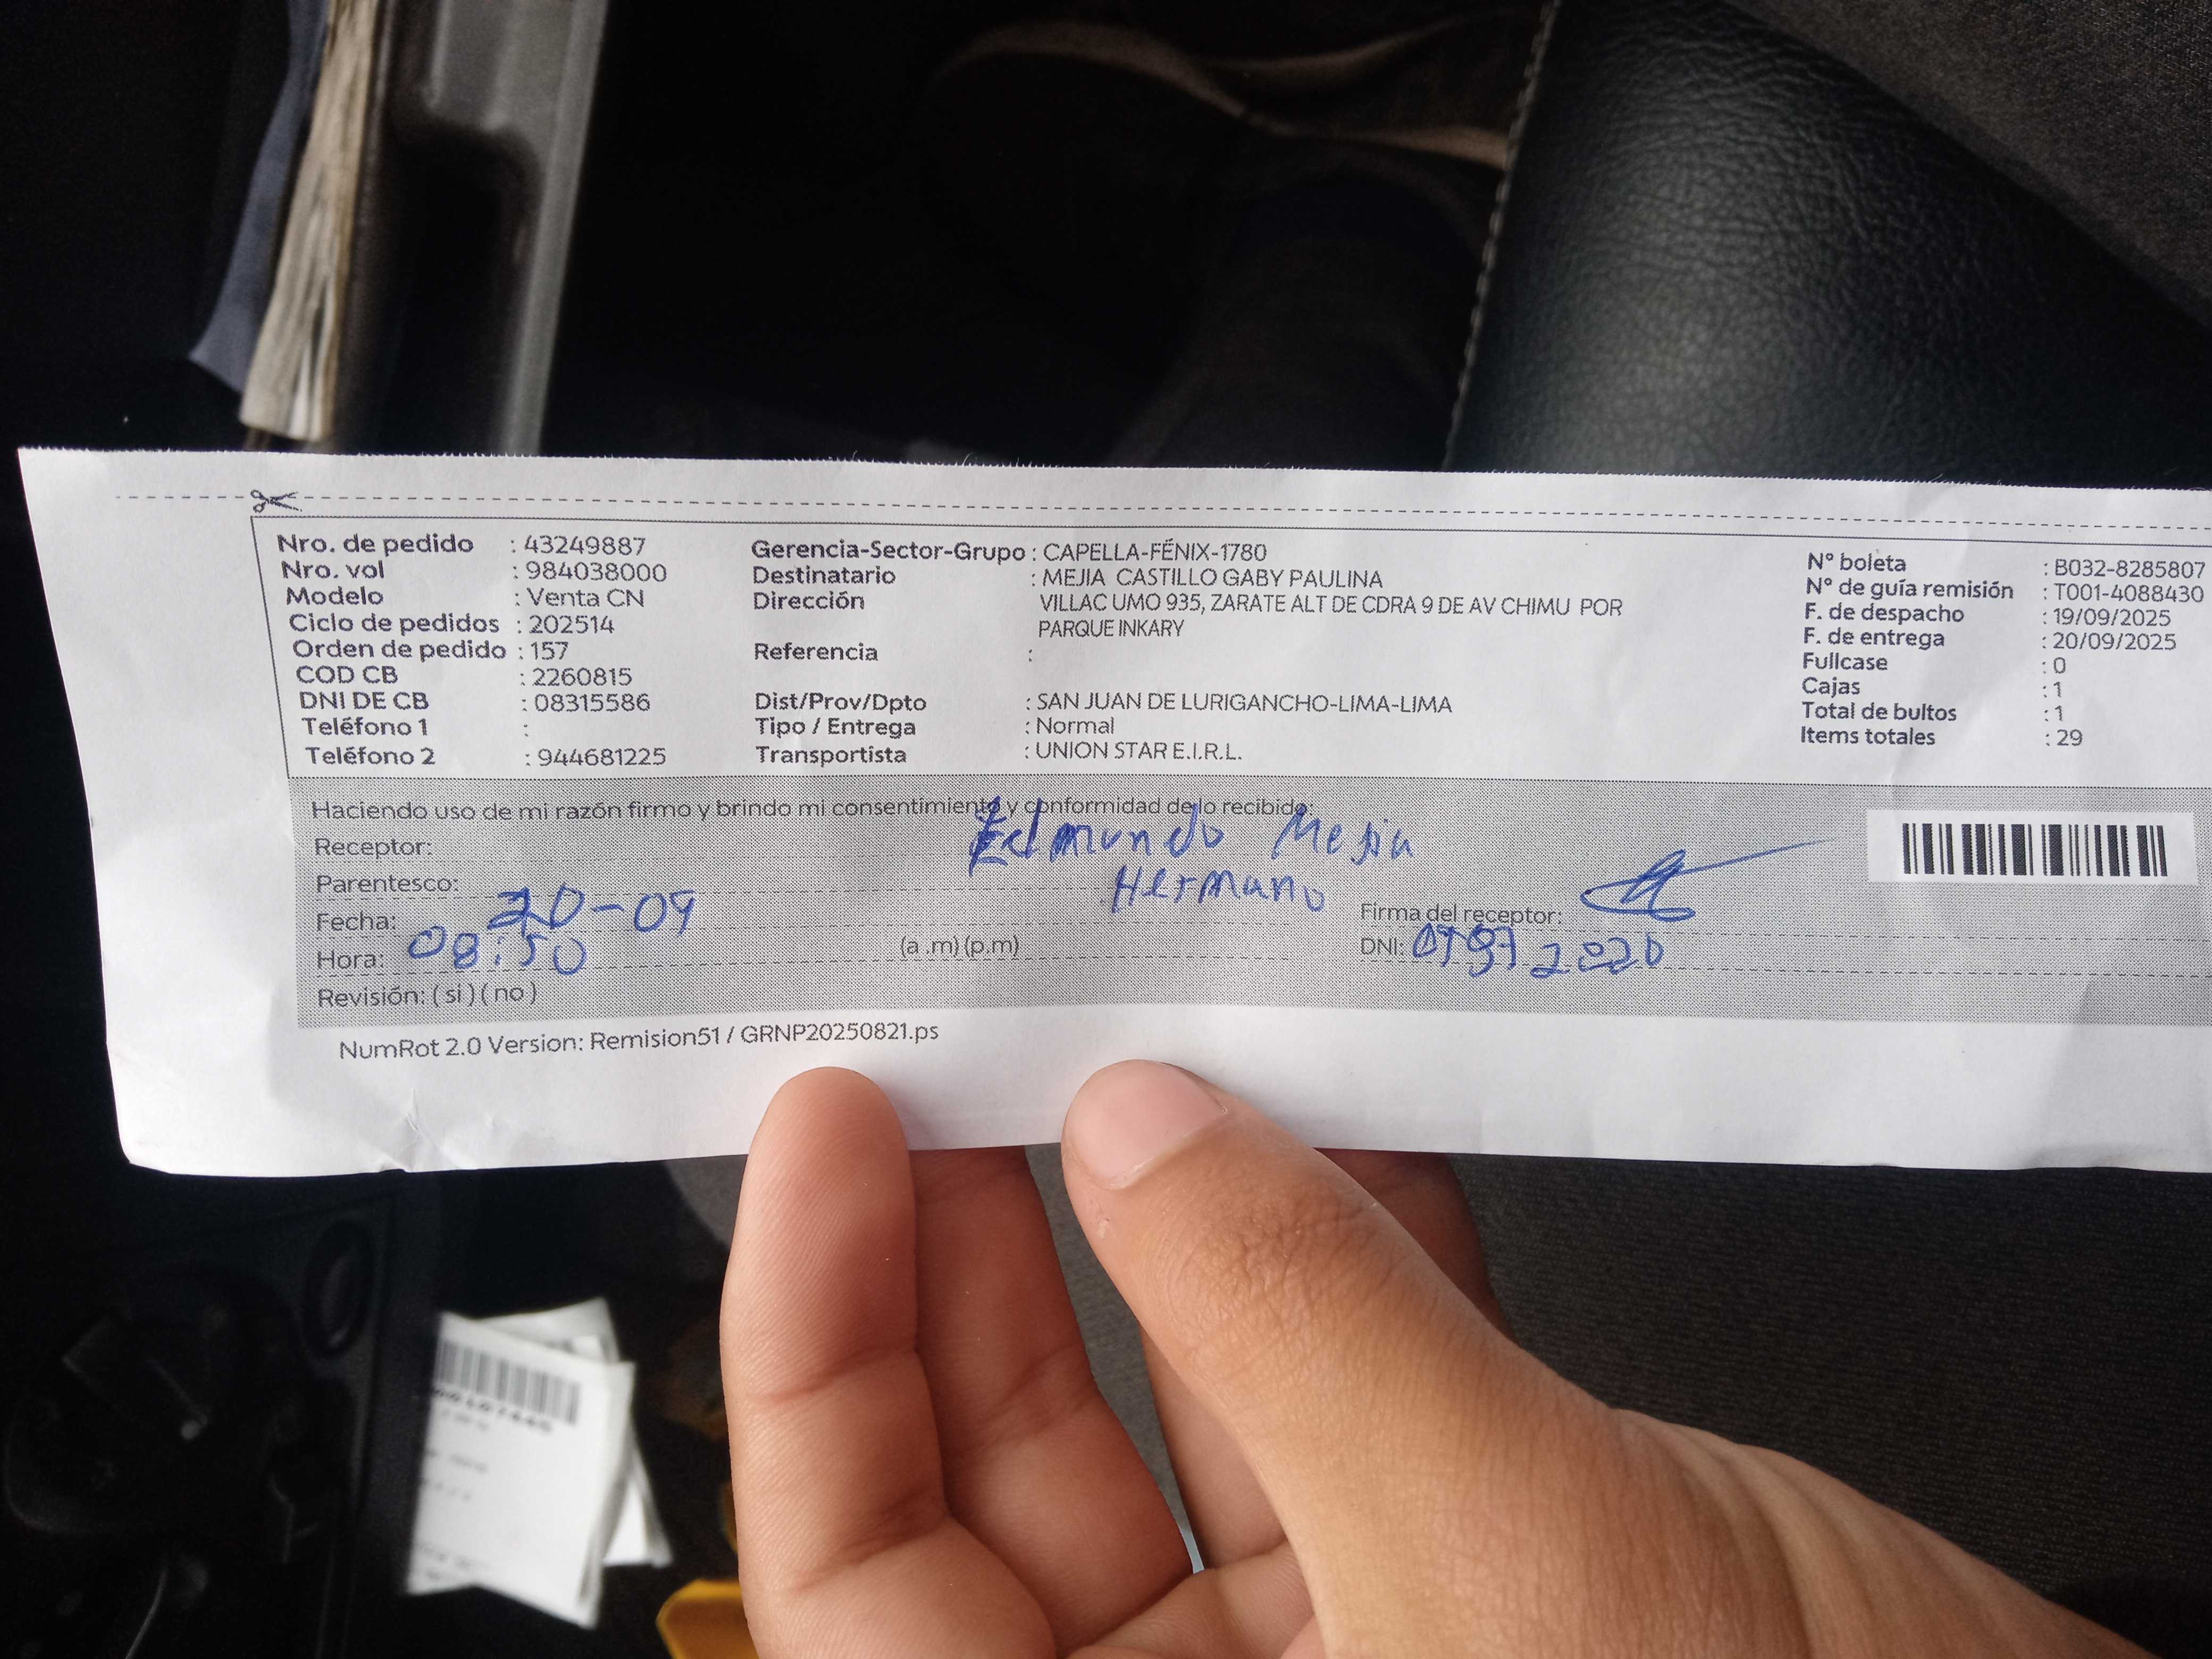 Nro. de pedido : 43249887
Nro. vol : 984038000
Modelo : Venta CN
Ciclo de pedidos : 202514
Orden de pedido : 157
COD CB : 2260815
DNI DE CB : 08315586
Teléfono 1 :
Teléfono 2 : 944681225
Gerencia-Sector-Grupo : CAPELLA-FÉNIX-1780
Destinatario : MEJIA CASTILLO GABY PAULINA
Dirección VILLAC UMO 935, ZARATE ALT DE CDRA 9 DE AV CHIMU POR
PARQUE INKARY
Referencia :
Dist/Prov/Dpto : SAN JUAN DE LURIGANCHO-LIMA-LIMA
Tipo / Entrega : Normal
Transportista : UNION STAR E.I.R.L.
N° boleta : B032-8285807
N° de guía remisión : T001-4088430
F. de despacho : 19/09/2025
F. de entrega : 20/09/2025
Fullcase : 0
Cajas : 1
Total de bultos : 1
Items totales : 29
Haciendo uso de mi razón firmo y brindo mi consentimiento y conformidad de lo recibido:
Receptor: Edmundo Mejia
Parentesco: Hermano
Fecha: 20-09
Firma del receptor:
Hora: 08:50 (a.m) (p.m)
DNI:
Revisión: ( si ) ( no )
NumRot 2.0 Version: Remision51 / GRNP20250821.ps